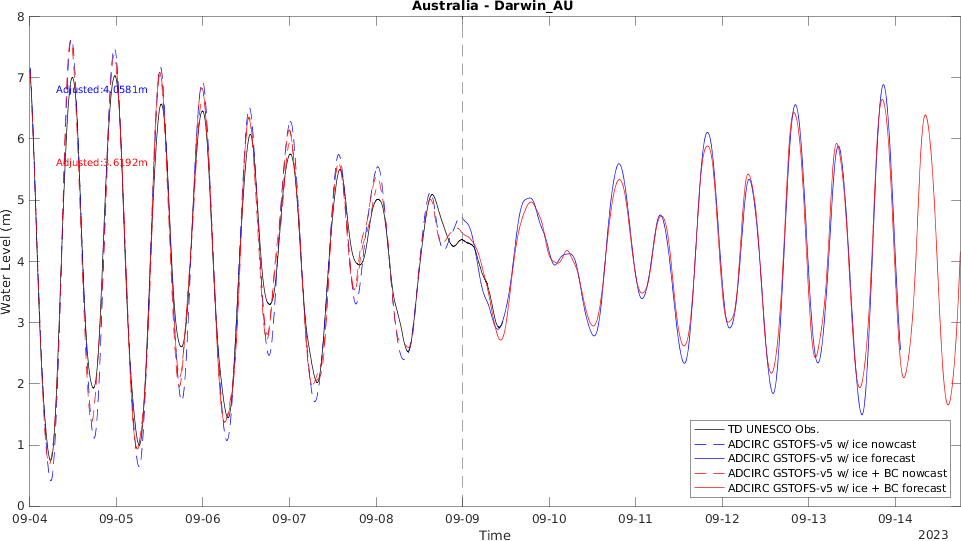 Australia - Darwin_AU
8
7
6
5
4
3
2
1
0
Water Level (m)
Adjusted:4.0581m
Adjusted:3.6192m
TD UNESCO Obs.
ADCIRC GSTOFS-v5 w/ ice nowcast
ADCIRC GSTOFS-v5 w/ ice forecast
ADCIRC GSTOFS-v5 w/ ice + BC nowcast
ADCIRC GSTOFS-v5 w/ ice + BC forecast
09-04 09-05 09-06 09-07 09-08 09-09 09-10 09-11 09-12 09-13 09-14
Time
2023